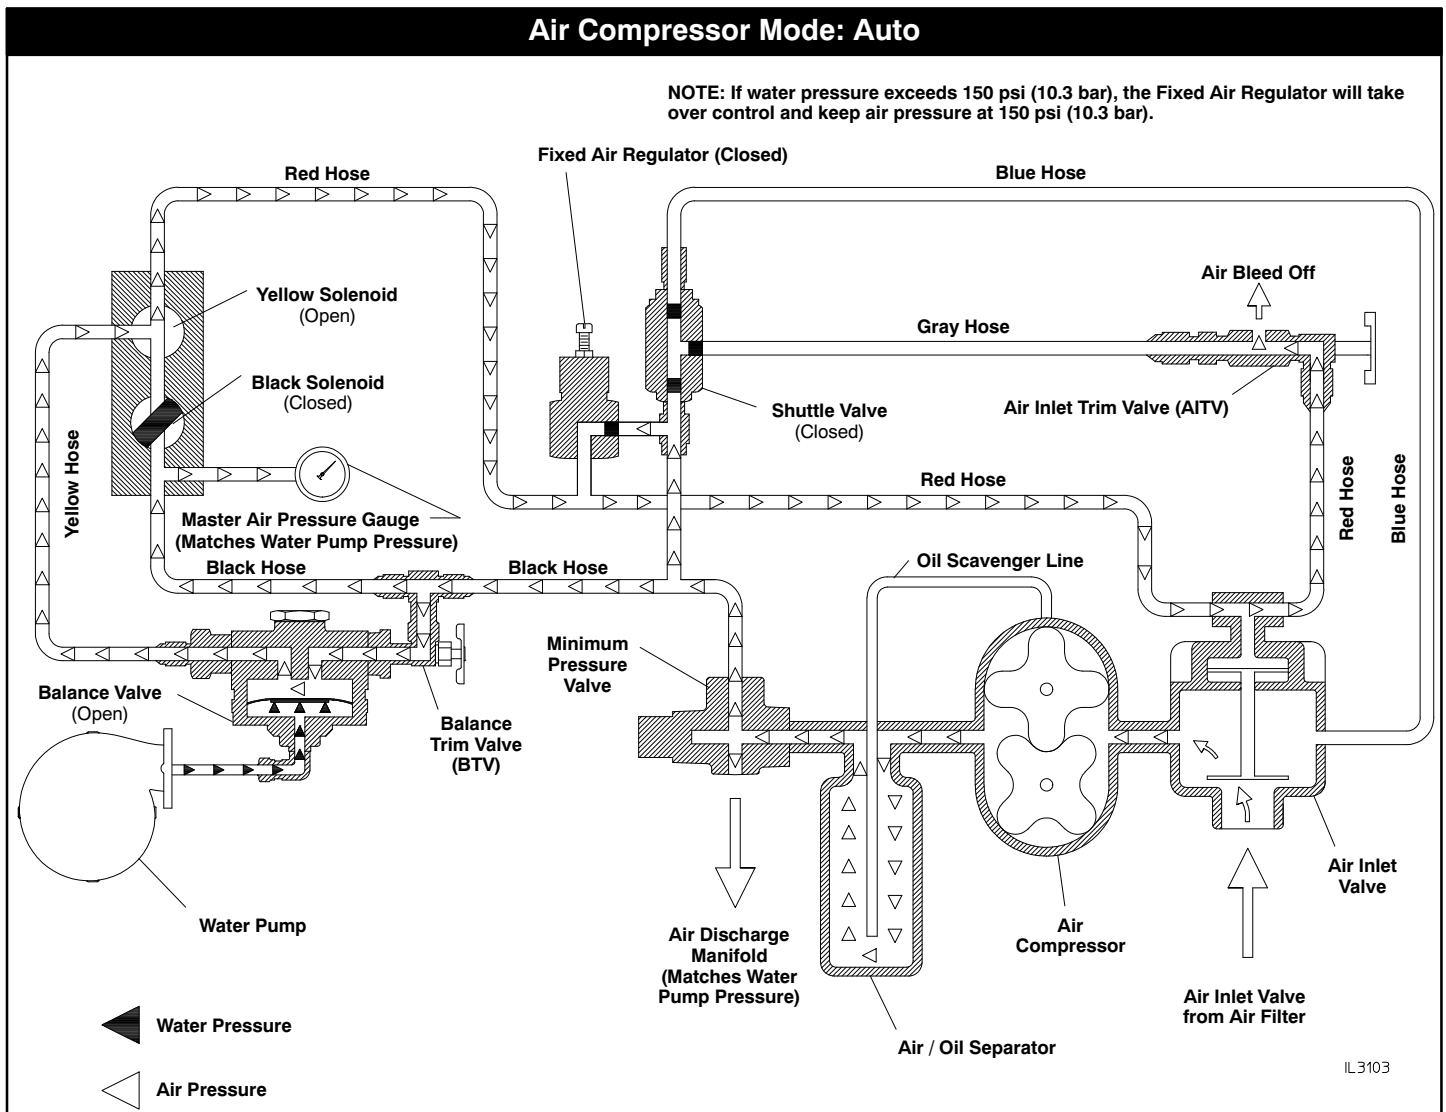 Air Compressor Mode: Auto
NOTE: If water pressure exceeds 150 psi (10.3 bar), the Fixed Air Regulator will take
over control and keep air pressure at 150 psi (10.3 bar).
Fixed Air Regulator (Closed)
Red Hose
Blue Hose
Air Bleed Off
Yellow Solenoid
(Open)
Gray Hose
Black Solenoid
(Closed)
Shuttle Valve
(Closed)
Air Inlet Trim Valve (AITV)
Yellow Hose
Red Hose
Red Hose
Blue Hose
Master Air Pressure Gauge
(Matches Water Pump Pressure)
Black Hose
Black Hose
Oil Scavenger Line
Minimum
Pressure
Valve
Balance Valve
(Open)
Balance
Trim Valve
(BTV)
Air Inlet
Valve
Water Pump
Air Discharge
Manifold
(Matches Water
Pump Pressure)
Air
Compressor
Air Inlet Valve
from Air Filter
Water Pressure
Air / Oil Separator
IL3103
Air Pressure